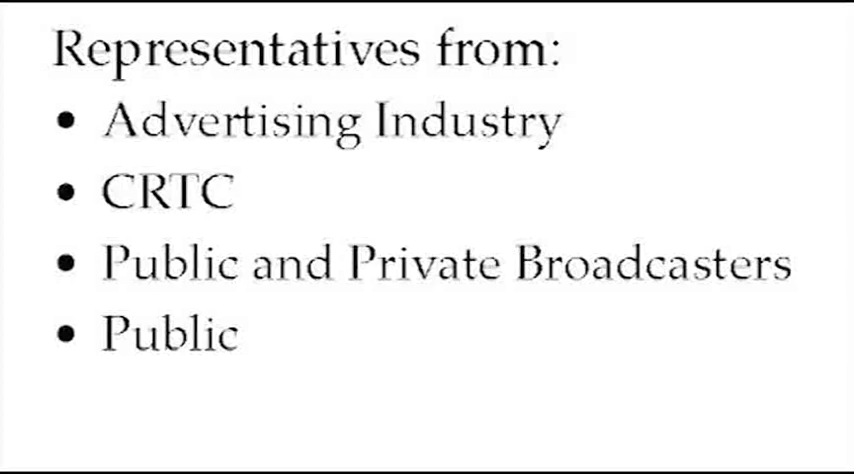 Representatives from:
• Advertising Industry
• CRTC
• Public and Private Broadcasters
• Public